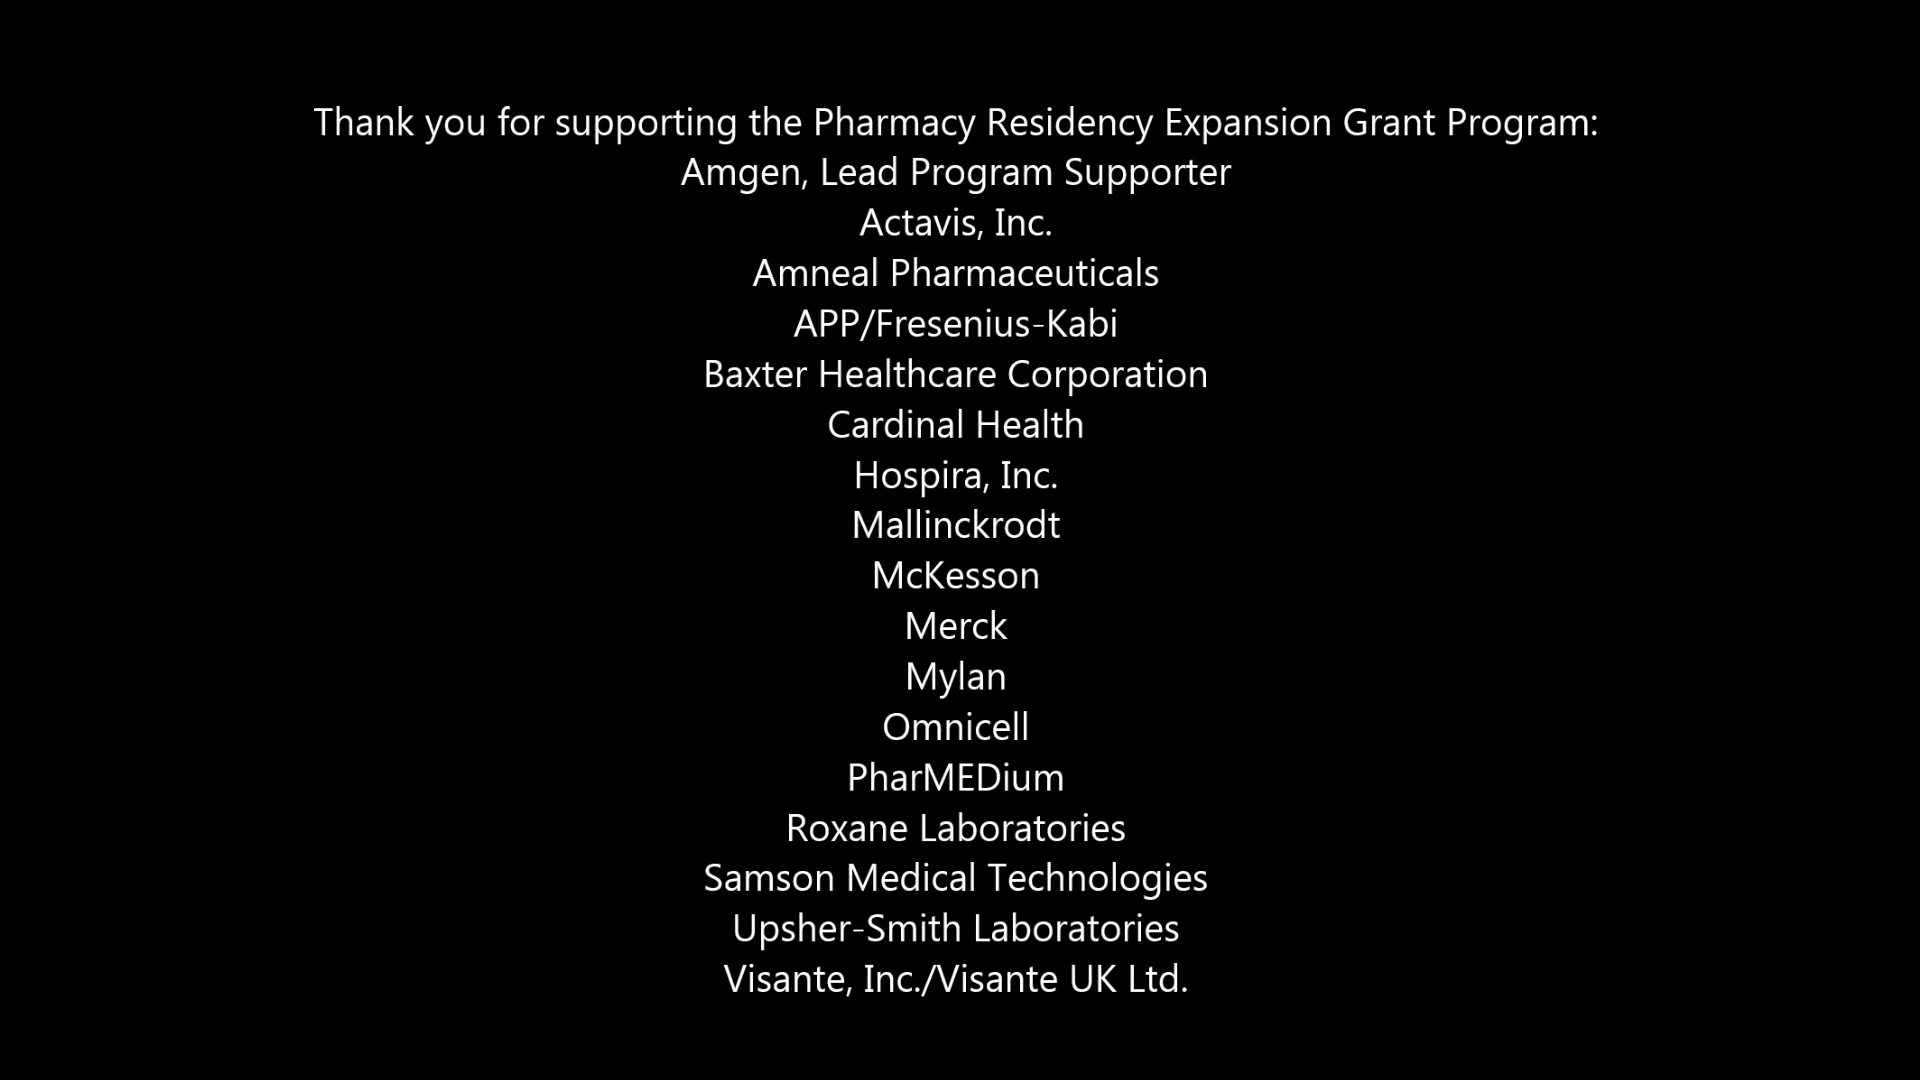 Thank you for supporting the Pharmacy Residency Expansion Grant Program:
Amgen, Lead Program Supporter
Actavis, Inc.
Amneal Pharmaceuticals
APP/Fresenius-Kabi
Baxter Healthcare Corporation
Cardinal Health
Hospira, Inc.
Mallinckrodt
McKesson
Merck
Mylan
Omnicell
PharMEDium
Roxane Laboratories
Samson Medical Technologies
Upsher-Smith Laboratories
Visante, Inc./Visante UK Ltd.